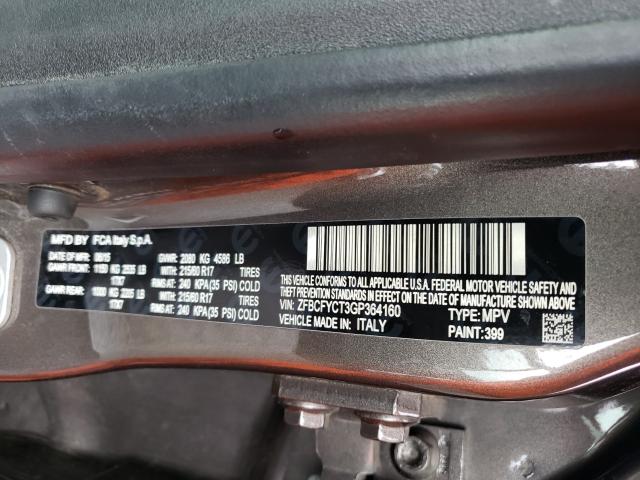 MFD BY FCA Italy S.p.A.
DATE OF MFD: 08/15 GVWR: 2080 KG 4586 LB
GAWR FRONT: 1150 KG 2535 LB WITH: 215/60 R17 TIRES
17X7 RIMS AT: 240 KPA (35 PSI) COLD
GAWR REAR: KG LB WITH: 215/60 R17 TIRES
17X7 RIMS AT: 240 KPA (35 PSI) COLD
THIS VEHICLE CONFORMS TO ALL APPLICABLE U.S.A. FEDERAL MOTOR VEHICLE SAFETY,
BUMPER, AND THEFT PREVENTION STANDARDS IN EFFECT ON THE DATE OF MANUFACTURE SHOWN ABOVE.
VIN: ZFBCFYCT3GP364160 TYPE: MPV
VEHICLE MADE IN: ITALY PAINT: 399